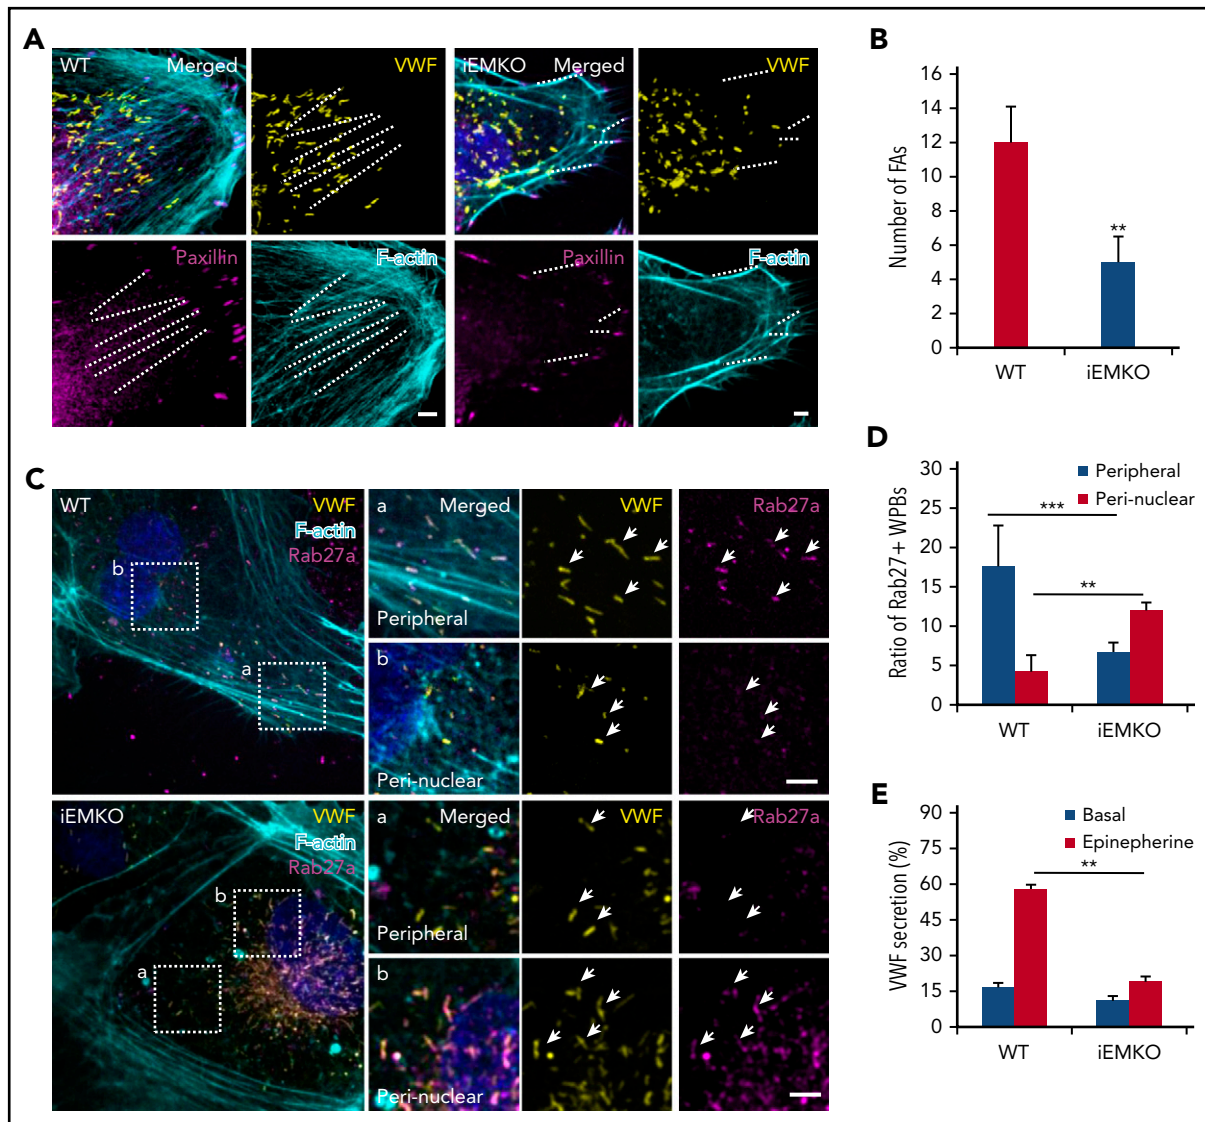 A
WT
Merged
VWF
iEMKO
Merged
VWF
Paxillin
F-actin
Paxillin
F-actin
B
Number of FAs
16
14
12
10
8
6
4
2
0
**
WT
iEMKO
C
WT
VWF
F-actin
Rab27a
b
a
a
Merged
VWF
Rab27a
Peripheral
b
Peri-nuclear
iEMKO
VWF
F-actin
Rab27a
b
a
a
Merged
VWF
Rab27a
Peripheral
b
Peri-nuclear
D
Ratio of Rab27+ WPBs
30
25
20
15
10
5
0
Peripheral
Peri-nuclear
***
**
WT
iEMKO
E
VWF secretion (%)
90
75
60
45
30
15
0
Basal
Epinepherine
**
WT
iEMKO